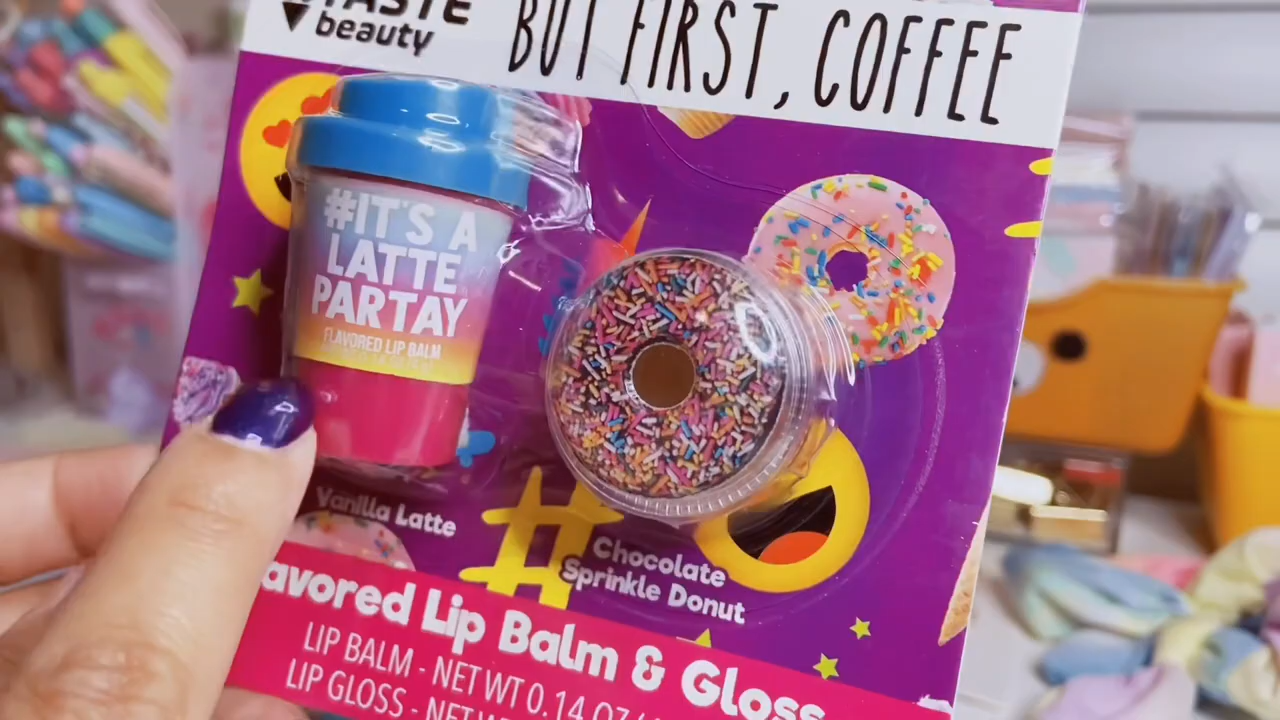 TASTE
beauty
BUT FIRST, COFFEE
#IT'S A
LATTE
PARTAY
FLAVORED LIP BALM
Vanilla Latte
#
Chocolate
Sprinkle Donut
avored Lip Balm & Gloss
LIP BALM - NET WT 0.14 OZ
LIP GLOSS - NET